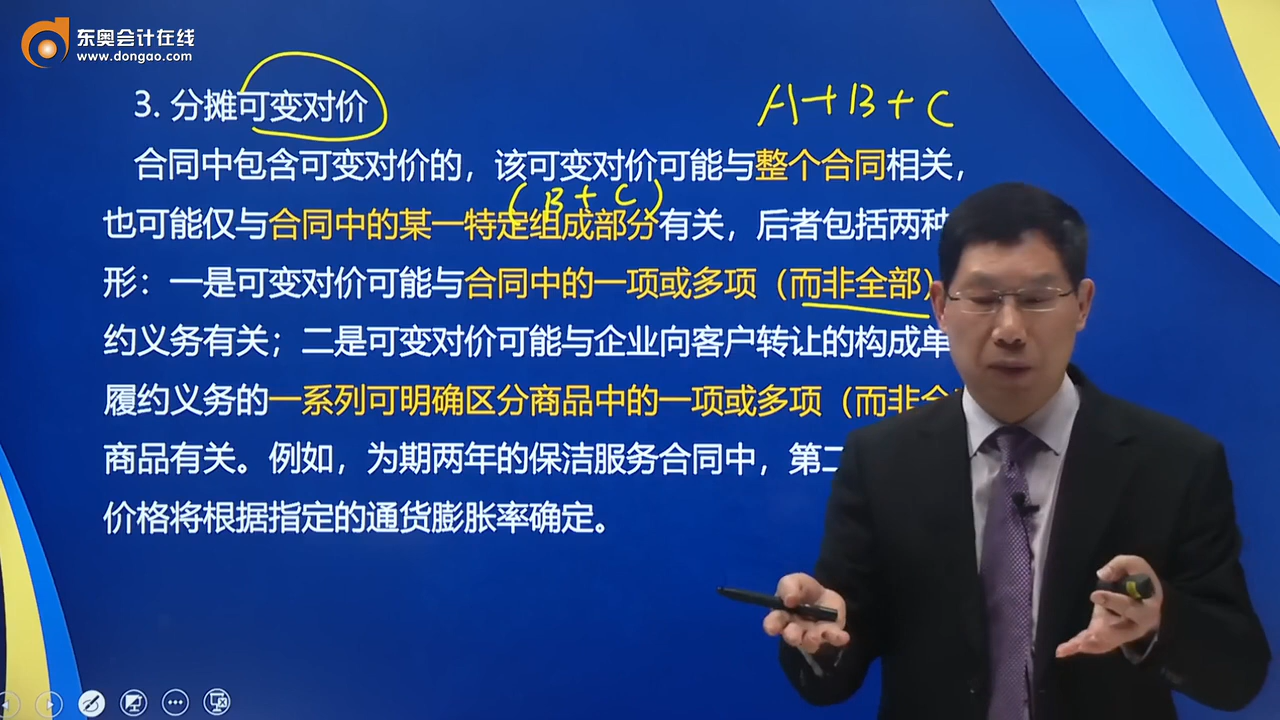 东奥会计在线
www.dongao.com
3. 分摊可变对价
A+B+C
合同中包含可变对价的，该可变对价可能与整个合同相关，
(B+C)
也可能仅与合同中的某一特定组成部分有关，后者包括两种
形：一是可变对价可能与合同中的一项或多项（而非全部）
约义务有关；二是可变对价可能与企业向客户转让的构成单
履约义务的一系列可明确区分商品中的一项或多项（而非全
商品有关。例如，为期两年的保洁服务合同中，第二
价格将根据指定的通货膨胀率确定。